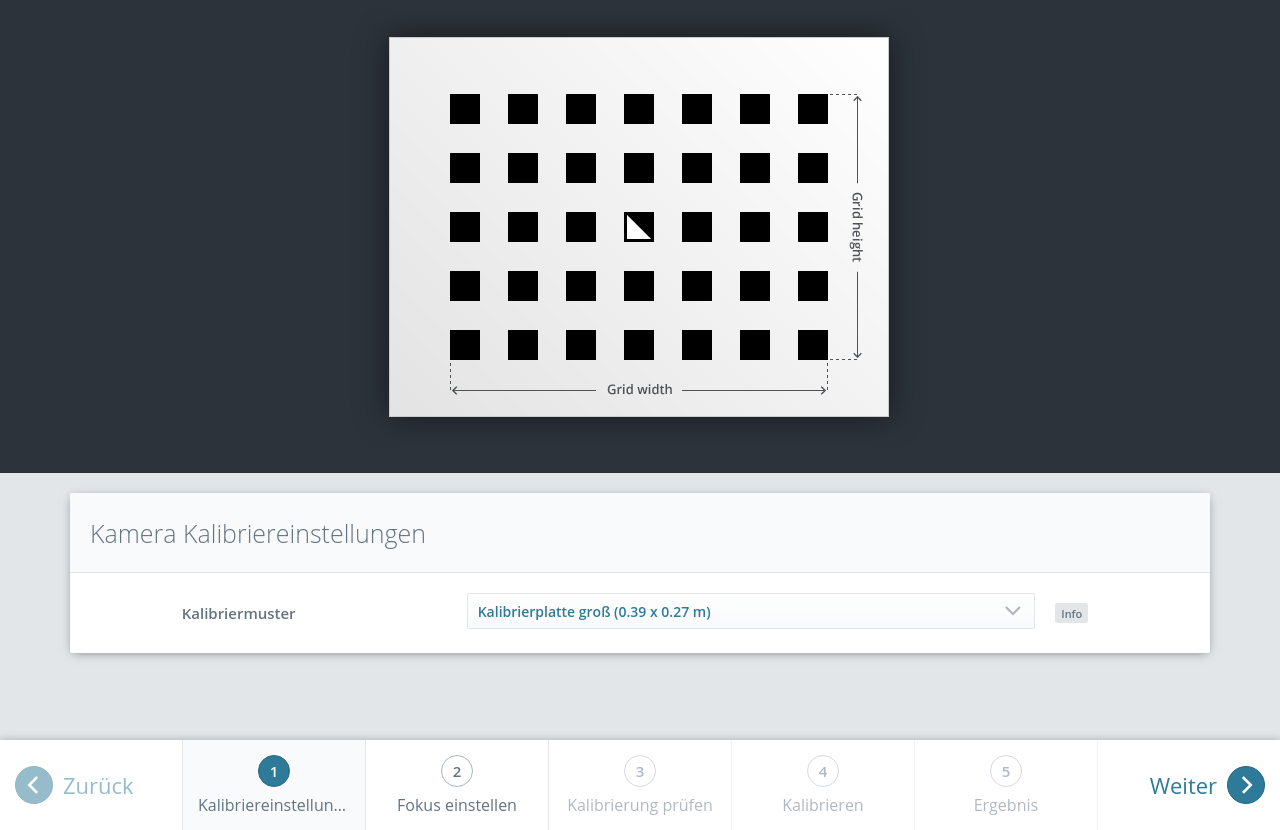 Grid height
Grid width
Kamera Kalibriereinstellungen
Kalibriermuster
Kalibrierplatte groß (0.39 x 0.27 m)
Info
Zurück
1
Kalibriereinstellun...
2
Fokus einstellen
3
Kalibrierung prüfen
4
Kalibrieren
5
Ergebnis
Weiter